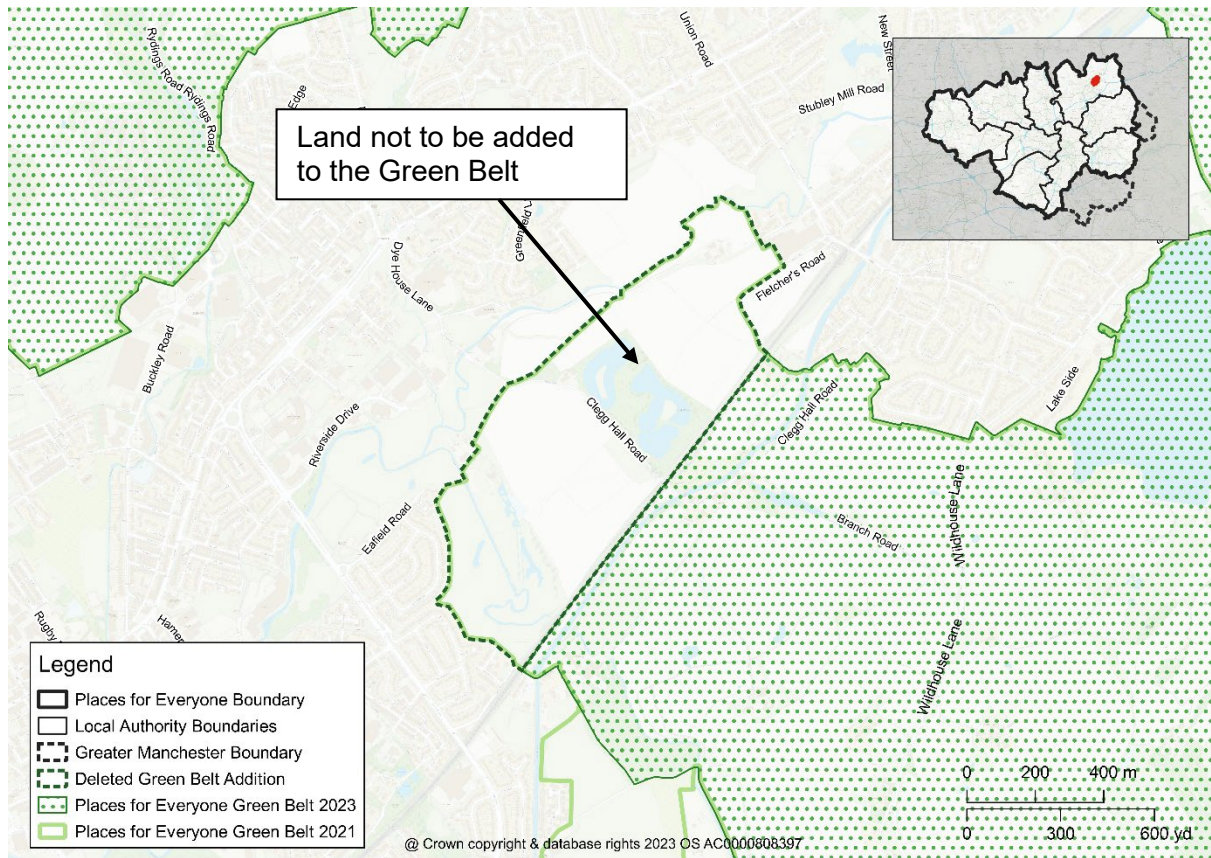 Rydings Road
Rydings Road
Edge
Union Road
New Street
Stubley Mill Road
Land not to be added
to the Green Belt
Greenfield L
Dye House Lane
Fletcher's Road
Buckley Road
Riverside Drive
Clegg Hall Road
Clegg Hall Road
Lake Side
Eafield Road
Branch Road
Wildhouse Lane
Wildhouse Lane
Rugby
Hamer
Legend
Places for Everyone Boundary
Local Authority Boundaries
Greater Manchester Boundary
Deleted Green Belt Addition
Places for Everyone Green Belt 2023
Places for Everyone Green Belt 2021
0 200 400 m
0 300 600 yd
@ Crown copyright & database rights 2023 OS AC0000808397